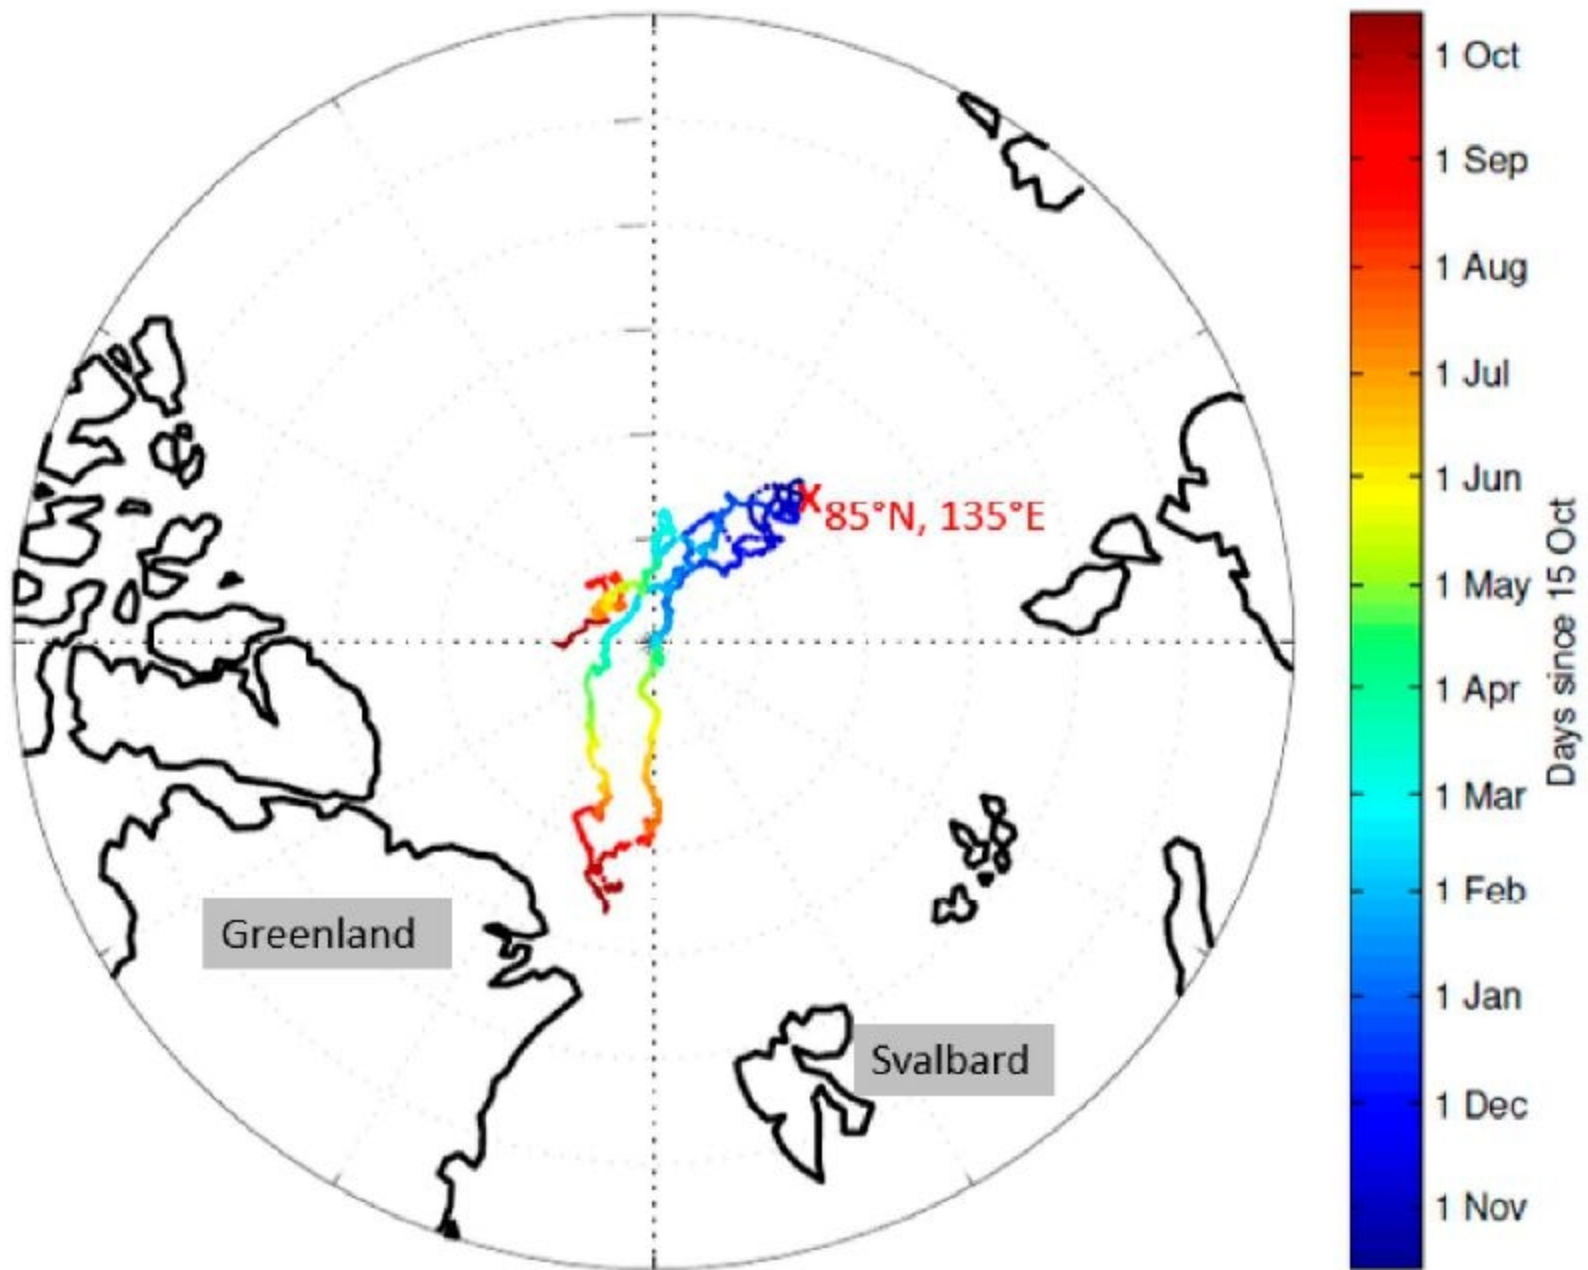 85°N, 135°E
Greenland
Svalbard
1 Oct
1 Sep
1 Aug
1 Jul
1 Jun
1 May
1 Apr
1 Mar
1 Feb
1 Jan
1 Dec
1 Nov
Days since 15 Oct